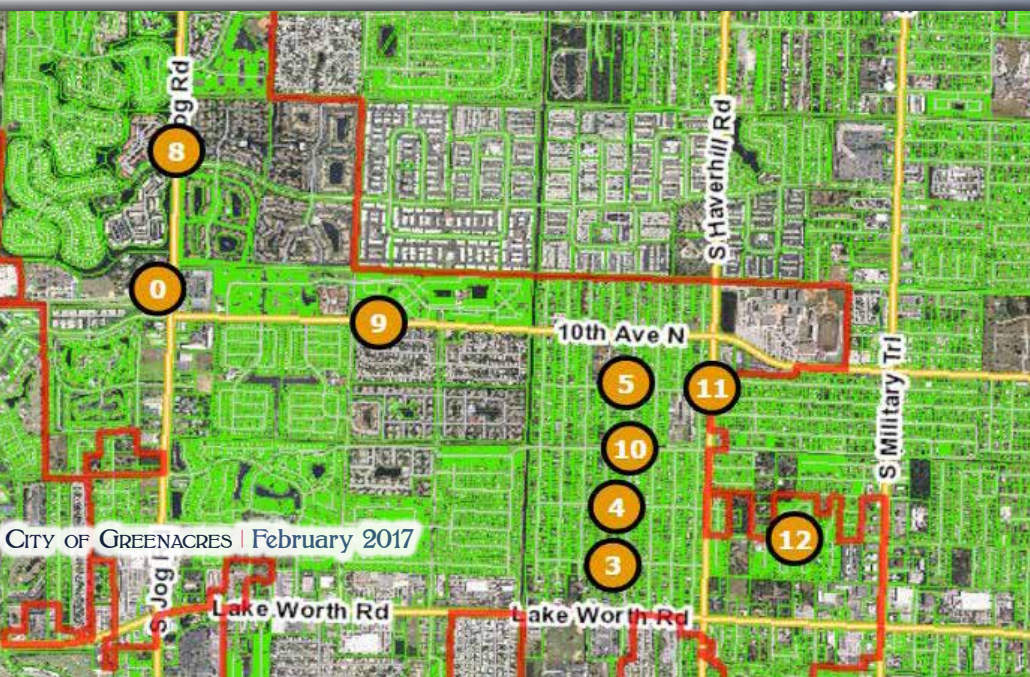 Jog Rd
8
S Haverhill Rd
0
9
10th Ave N
5
11
10
S Military Trl
4
CITY OF GREENACRES | February 2017
12
3
S Jog
Lake Worth Rd
Lake Worth Rd